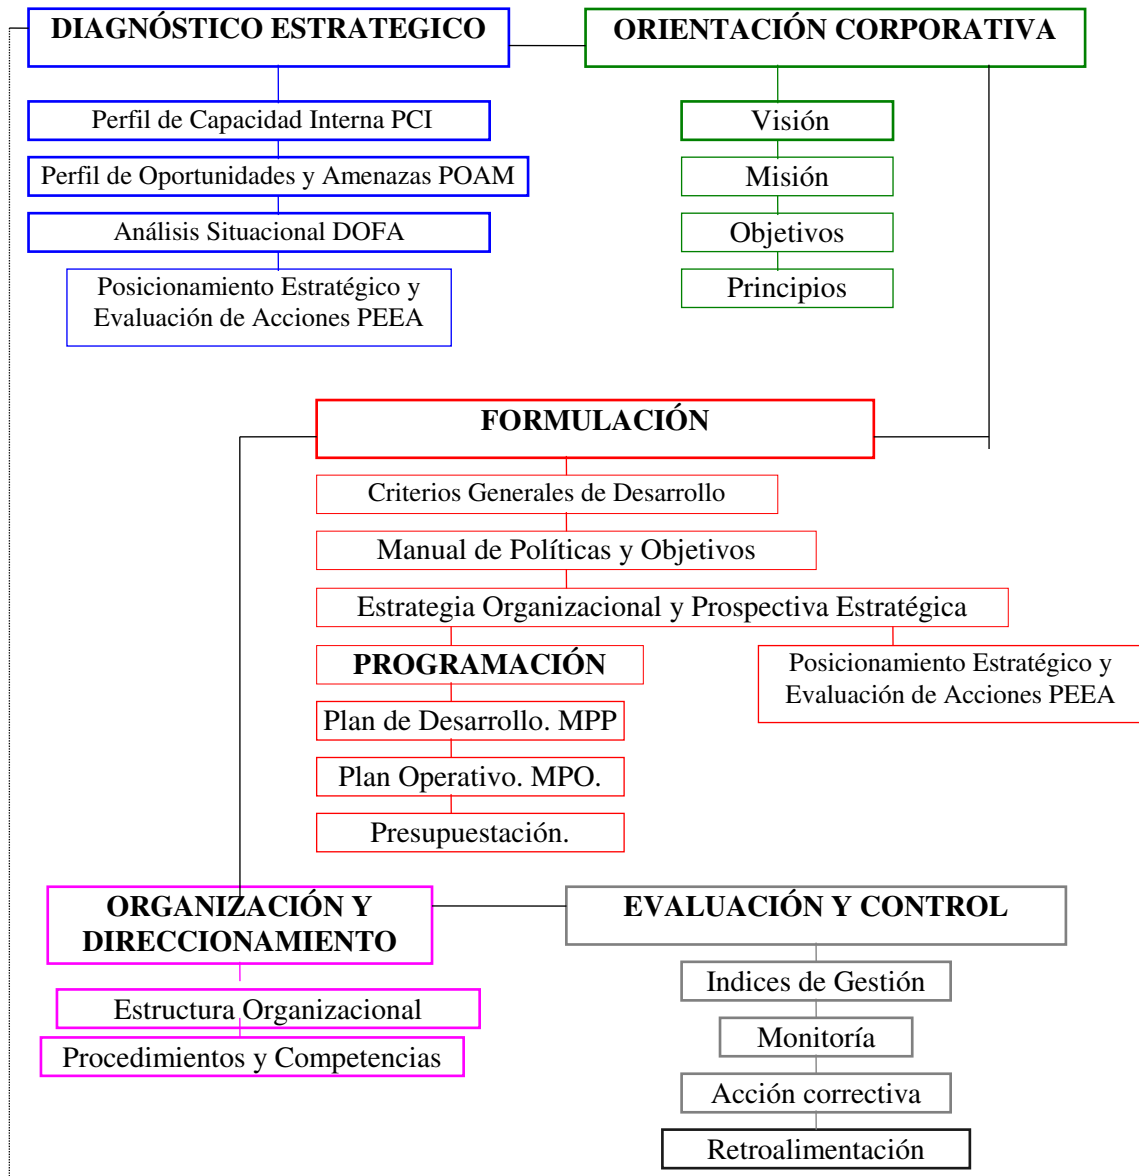 DIAGNÓSTICO ESTRATEGICO
Perfil de Capacidad Interna PCI
Perfil de Oportunidades y Amenazas POAM
Análisis Situacional DOFA
Posicionamiento Estratégico y
Evaluación de Acciones PEEA
ORIENTACIÓN CORPORATIVA
Visión
Misión
Objetivos
Principios
FORMULACIÓN
Criterios Generales de Desarrollo
Manual de Políticas y Objetivos
Estrategia Organizacional y Prospectiva Estratégica
PROGRAMACIÓN
Plan de Desarrollo. MPP
Plan Operativo. MPO.
Presupuestación.
Posicionamiento Estratégico y
Evaluación de Acciones PEEA
ORGANIZACIÓN Y
DIRECCIONAMIENTO
Estructura Organizacional
Procedimientos y Competencias
EVALUACIÓN Y CONTROL
Indices de Gestión
Monitoría
Acción correctiva
Retroalimentación